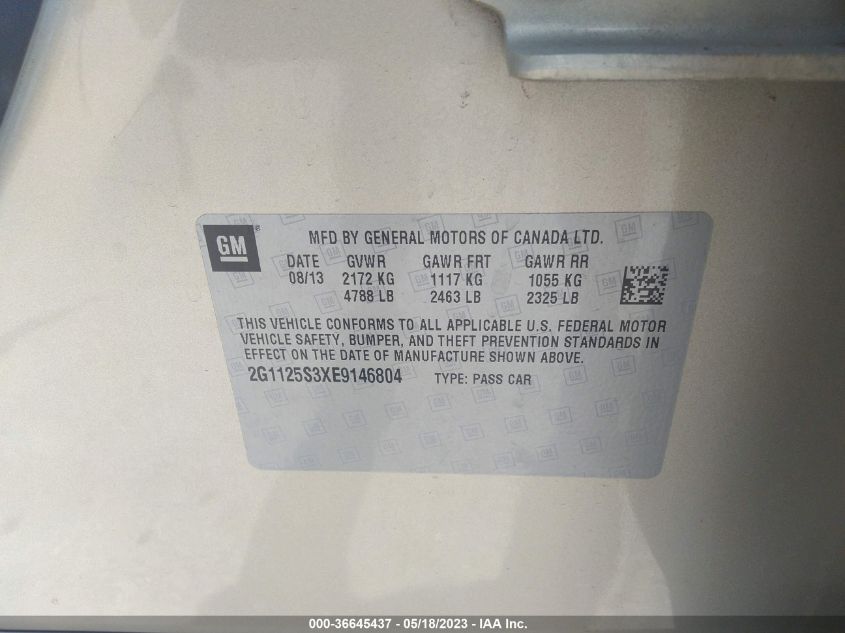 GM ® MFD BY GENERAL MOTORS OF CANADA LTD.
DATE GVWR GAWR FRT GAWR RR
08/13 2172 KG 1117 KG 1055 KG
4788 LB 2463 LB 2325 LB
THIS VEHICLE CONFORMS TO ALL APPLICABLE U.S. FEDERAL MOTOR
VEHICLE SAFETY, BUMPER, AND THEFT PREVENTION STANDARDS IN
EFFECT ON THE DATE OF MANUFACTURE SHOWN ABOVE.
2G1125S3XE9146804 TYPE: PASS CAR
000-36645437 - 05/18/2023 - IAA Inc.